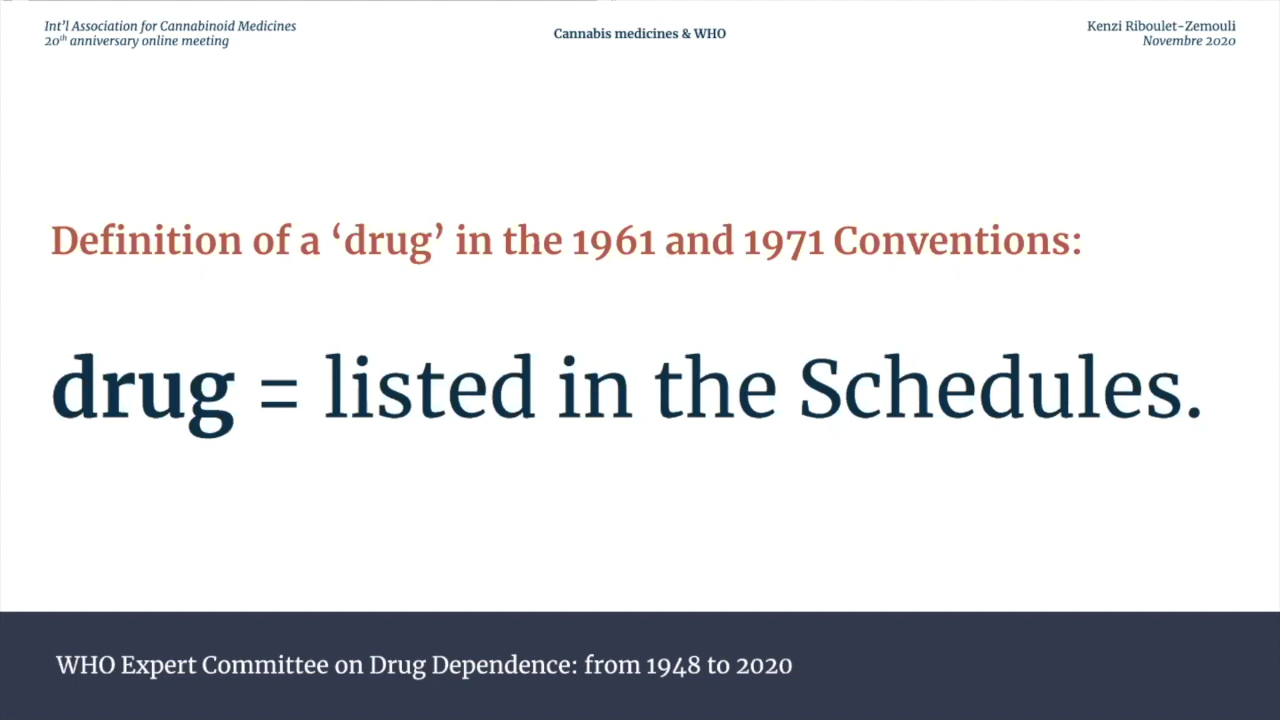 Int'l Association for Cannabinoid Medicines
20th anniversary online meeting
Cannabis medicines & WHO
Kenzi Riboulet-Zemouli
Novembre 2020
Definition of a ‘drug’ in the 1961 and 1971 Conventions:
drug = listed in the Schedules.
WHO Expert Committee on Drug Dependence: from 1948 to 2020